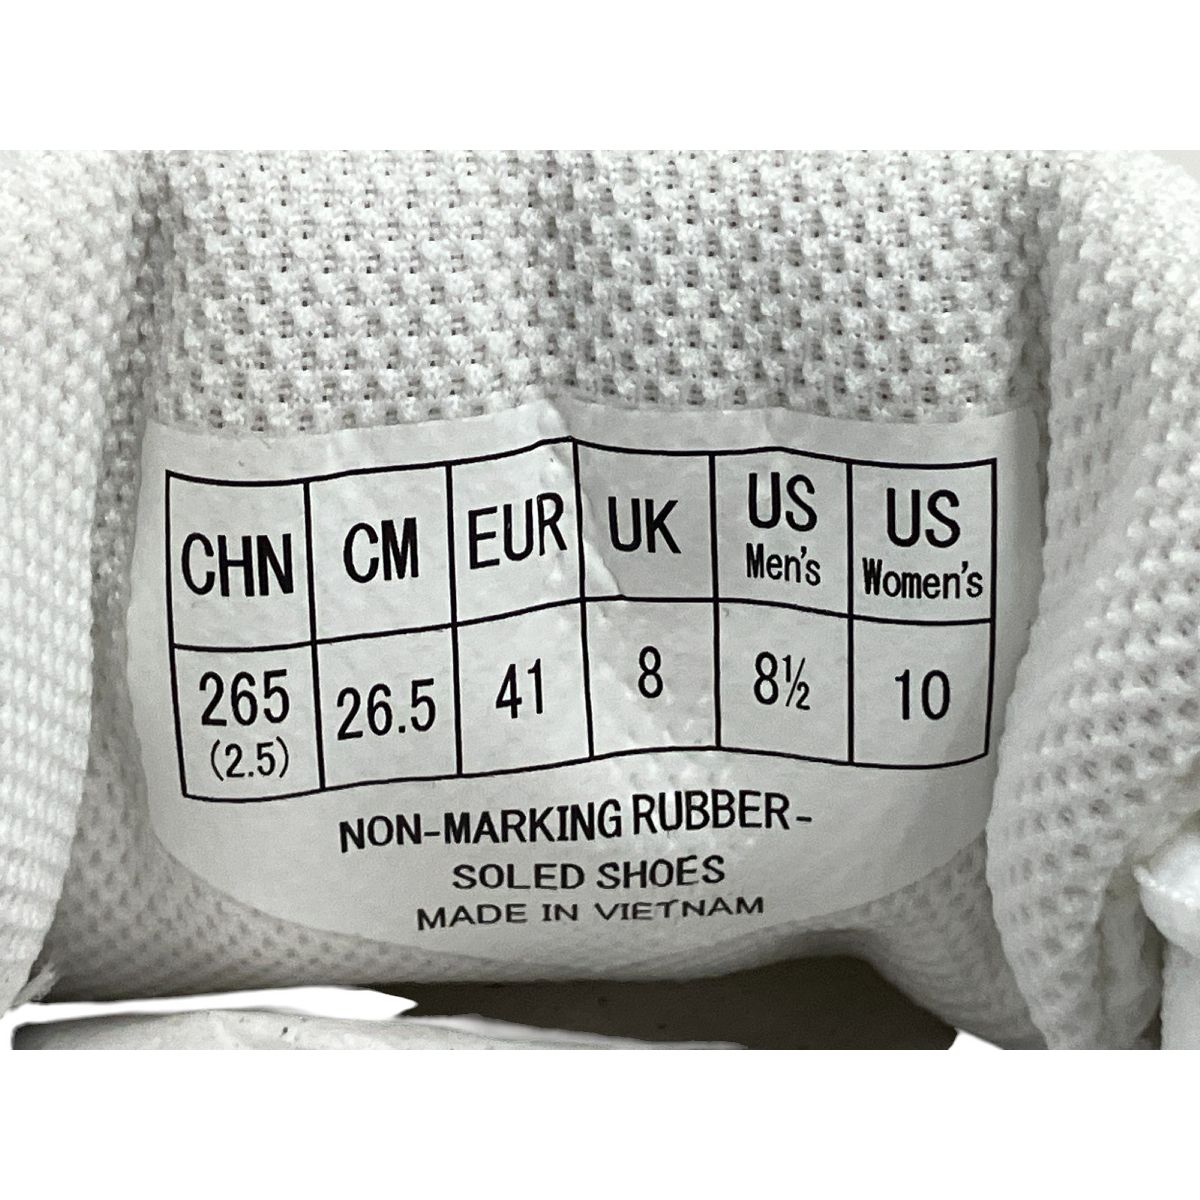 CHN CM EUR UK US Men's US Women's
265 (2.5) 26.5 41 8 8½ 10
NON-MARKING RUBBER-
SOLED SHOES
MADE IN VIETNAM